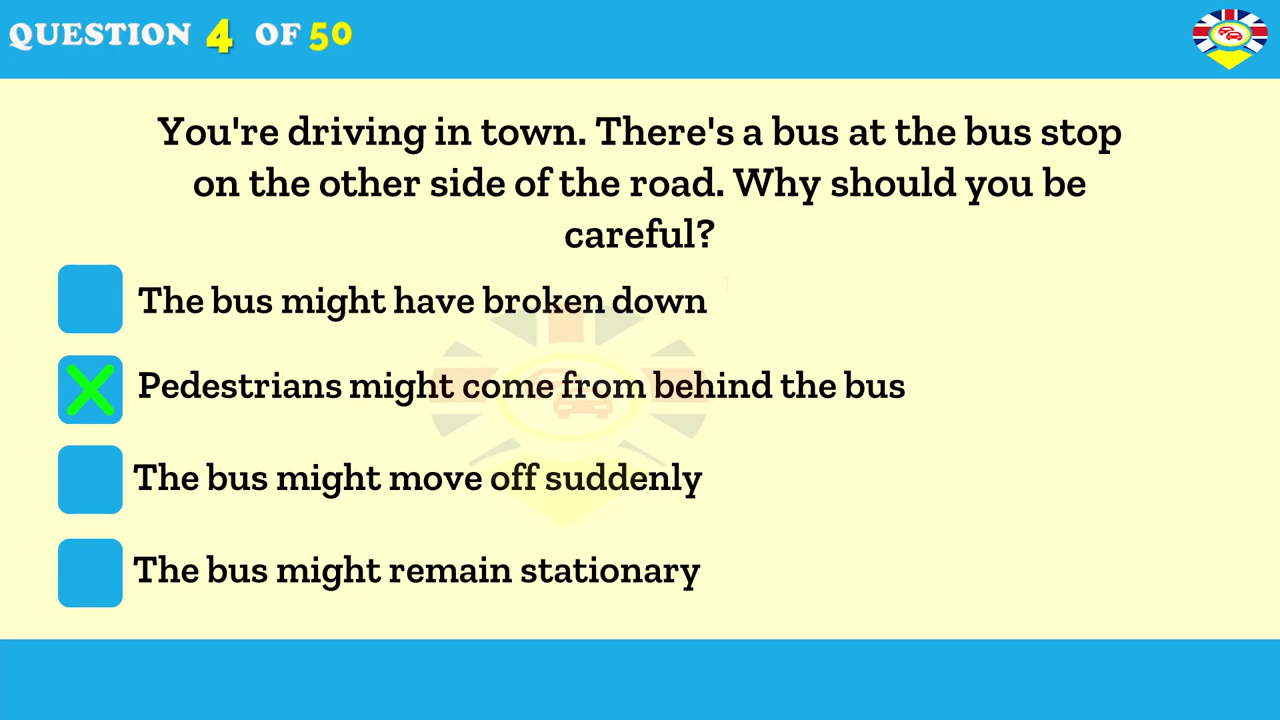 QUESTION 4 OF 50
You're driving in town. There's a bus at the bus stop
on the other side of the road. Why should you be
careful?
The bus might have broken down
Pedestrians might come from behind the bus
The bus might move off suddenly
The bus might remain stationary